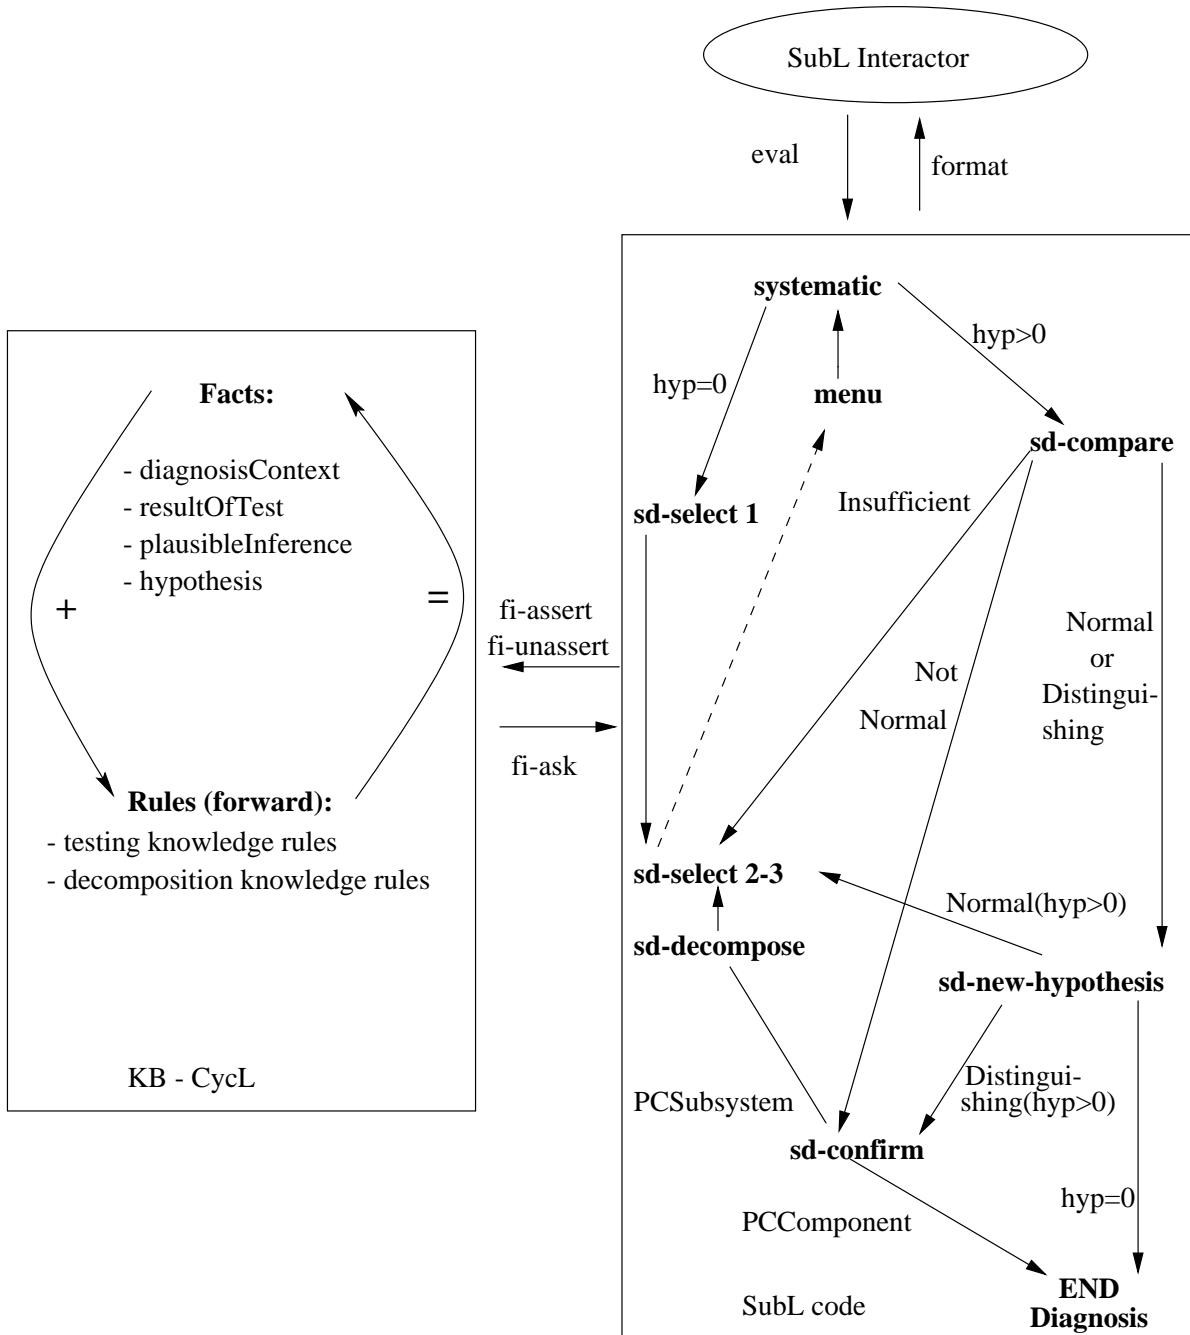 SubL Interactor
eval
format
systematic
hyp>0
hyp=0
menu
sd-compare
sd-select 1
Insufficient
Normal
or
Distingui-
shing
Not
Normal
sd-select 2-3
Normal(hyp>0)
sd-decompose
sd-new-hypothesis
Distingui-
shing(hyp>0)
PCSubsystem
sd-confirm
hyp=0
PCComponent
END
Diagnosis
SubL code
fi-assert
fi-unassert
fi-ask
Facts:
- diagnosisContext
- resultOfTest
- plausibleInference
- hypothesis
+
=
Rules (forward):
- testing knowledge rules
- decomposition knowledge rules
KB - CycL